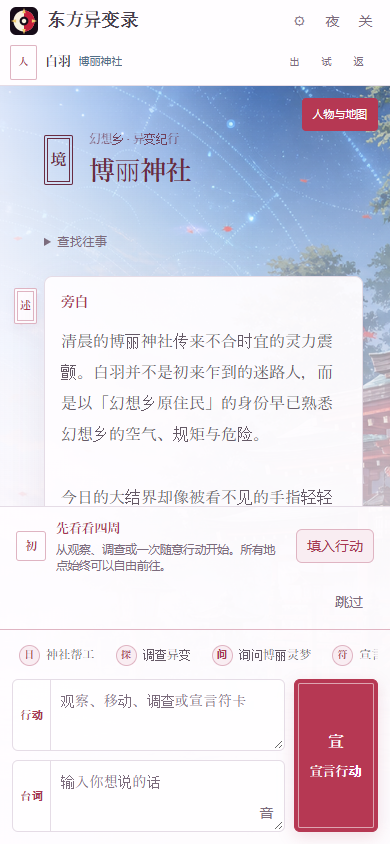 东方异变录
夜 关
人 白羽 博丽神社
出 试 返
人物与地图
境
幻想乡 · 异变纪行
博丽神社
▶ 查找往事
述
旁白
清晨的博丽神社传来不合时宜的灵力震
颤。白羽并不是初来乍到的迷路人，而
是以「幻想乡原住民」的身份早已熟悉
幻想乡的空气、规矩与危险。
今日的大结界却像被看不见的手指轻轻
初
先看看四周
从观察、调查或一次随意行动开始。所有地
点始终可以自由前往。
填入行动
跳过
日 神社帮工
探 调查异变
问 询问博丽灵梦
符 宣言
行动
观察、移动、调查或宣言符卡
台词
输入你想说的话
音
宣
宣言行动